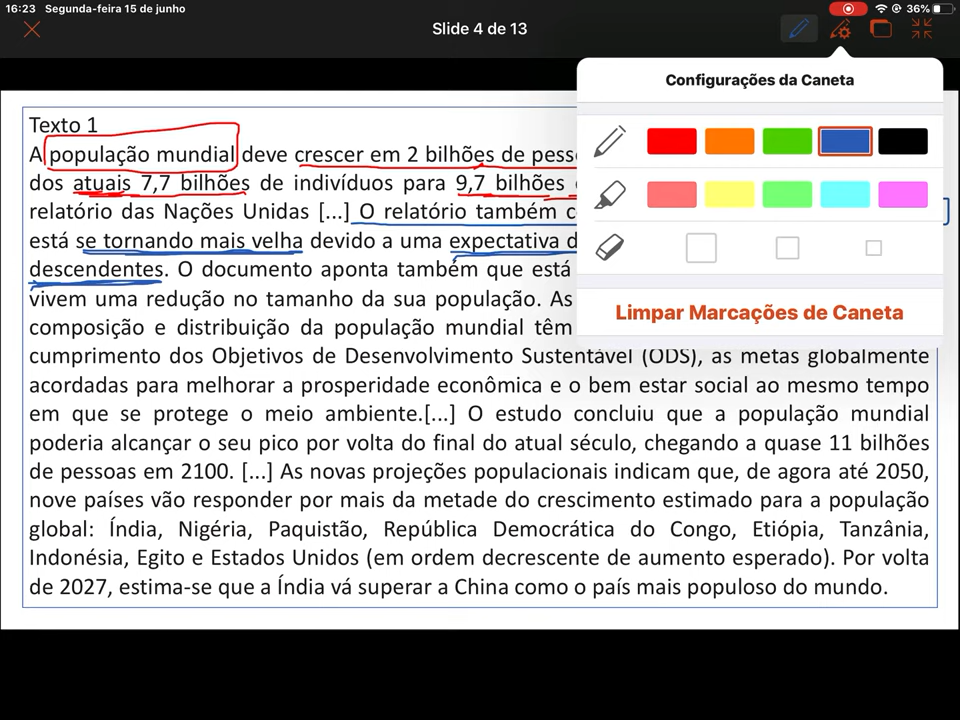 16:23 Segunda-feira 15 de junho
36%
Slide 4 de 13
Configurações da Caneta
Limpar Marcações de Caneta
Texto 1
A população mundial deve crescer em 2 bilhões de pess
dos atuais 7,7 bilhões de indivíduos para 9,7 bilhões
relatório das Nações Unidas [...] O relatório também c
está se tornando mais velha devido a uma expectativa d
descendentes. O documento aponta também que está
vivem uma redução no tamanho da sua população. As
composição e distribuição da população mundial têm
cumprimento dos Objetivos de Desenvolvimento Sustentável (ODS), as metas globalmente
acordadas para melhorar a prosperidade econômica e o bem estar social ao mesmo tempo
em que se protege o meio ambiente.[...] O estudo concluiu que a população mundial
poderia alcançar o seu pico por volta do final do atual século, chegando a quase 11 bilhões
de pessoas em 2100. [...] As novas projeções populacionais indicam que, de agora até 2050,
nove países vão responder por mais da metade do crescimento estimado para a população
global: Índia, Nigéria, Paquistão, República Democrática do Congo, Etiópia, Tanzânia,
Indonésia, Egito e Estados Unidos (em ordem decrescente de aumento esperado). Por volta
de 2027, estima-se que a Índia vá superar a China como o país mais populoso do mundo.